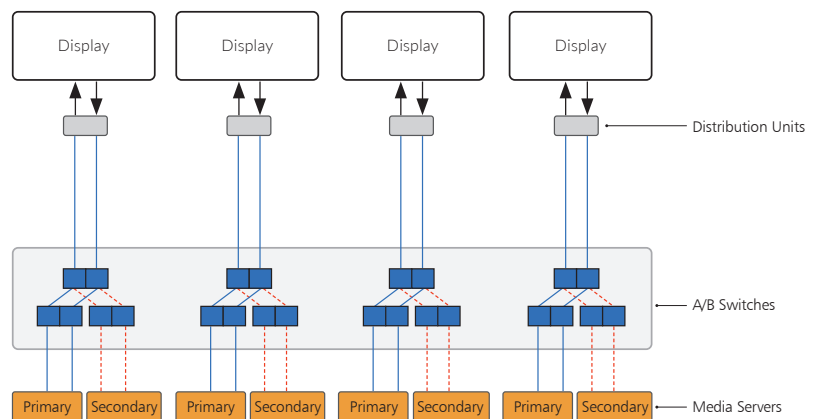 Display Display Display Display
Distribution Units
A/B Switches
Primary Secondary Primary Secondary Primary Secondary Primary Secondary
Media Servers